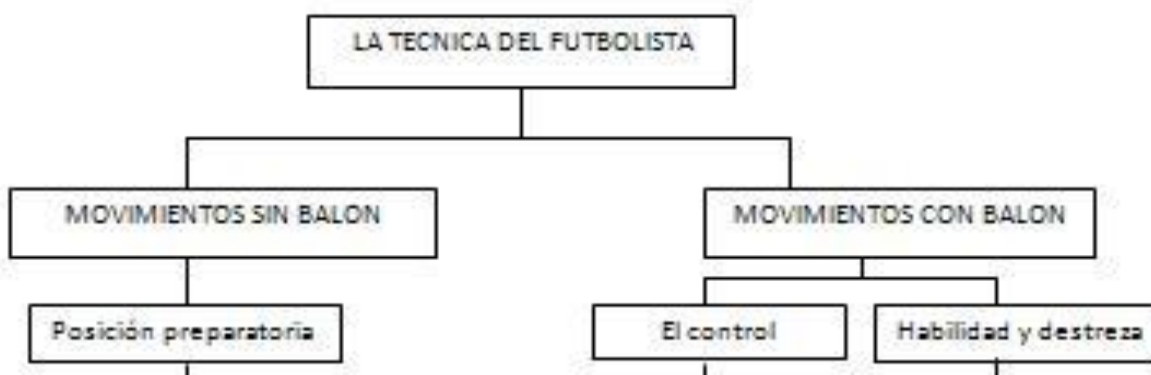 LA TECNICA DEL FUTBOLISTA
MOVIMIENTOS SIN BALON
MOVIMIENTOS CON BALON
Posición preparatoria
El control
Habilidad y destreza